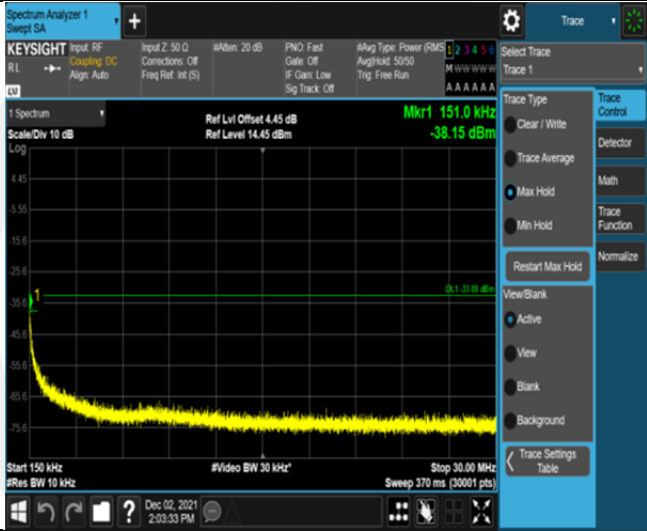 Spectrum Analyzer 1
Swept SA
+
Trace
KEYSIGHT
RL
Input: RF
Coupling: DC
Align: Auto
Input Z: 50 Ω
Corrections: Off
Freq Ref: Int (S)
#Atten: 20 dB
PNO: Fast
Gate: Off
IF Gain: Low
Sig Track: Off
#Avg Type: Power (RMS
Avg|Hold: 50/50
Trig: Free Run
1 2 3 4 5 6
M W W W W W
A A A A A A
Select Trace
Trace 1
1 Spectrum
Scale/Div 10 dB
Log
Ref Lvl Offset 4.45 dB
Ref Level 14.45 dBm
Mkr1 151.0 kHz
-38.15 dBm
4.45
-5.55
-15.6
-25.6
-35.6
-45.6
-55.6
-65.6
-75.6
1
Trace Type
Clear / Write
Trace Average
Max Hold
Min Hold
Restart Max Hold
View/Blank
Active
View
Blank
Background
Trace Settings
Table
Trace
Control
Detector
Math
Trace
Function
Normalize
Start 150 kHz
#Res BW 10 kHz
#Video BW 30 kHz*
Stop 30.00 MHz
Sweep 370 ms (30001 pts)
?
Dec 02, 2021
2:03:33 PM